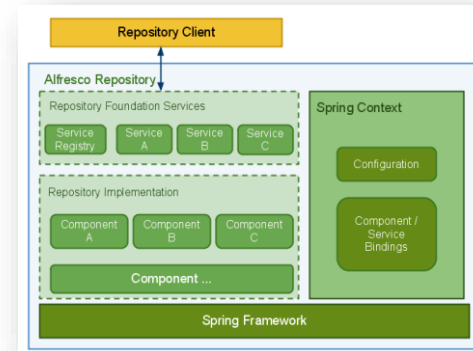 Repository Client
Alfresco Repository
Repository Foundation Services
Service
Registry
Service
A
Service
B
Service
C
Repository Implementation
Component
A
Component
B
Component
C
Component ...
Spring Context
Configuration
Component /
Service
Bindings
Spring Framework